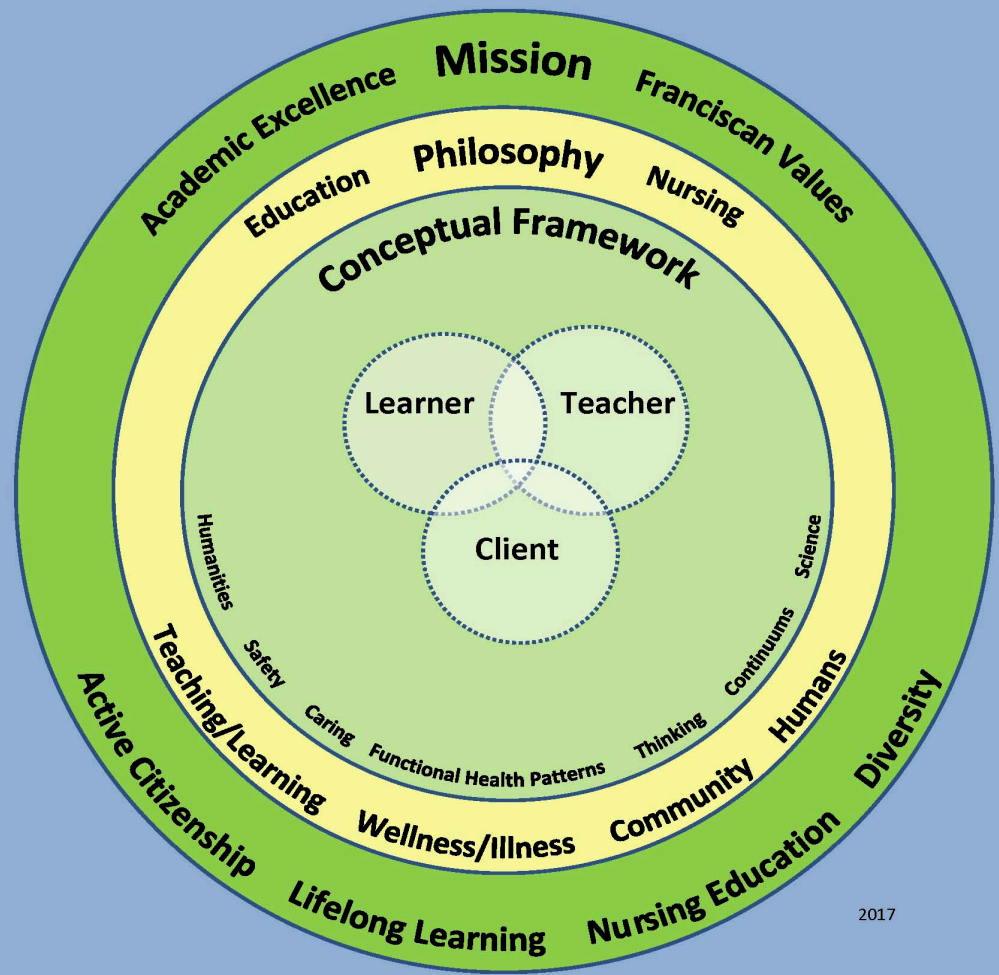 Mission
Academic Excellence
Franciscan Values
Philosophy
Education
Nursing
Conceptual Framework
Learner
Teacher
Client
Humanities
Safety
Caring
Functional Health Patterns
Thinking
Continuums
Science
Teaching/Learning
Wellness/Illness
Community
Humans
Active Citizenship
Lifelong Learning
Nursing Education
Diversity
2017